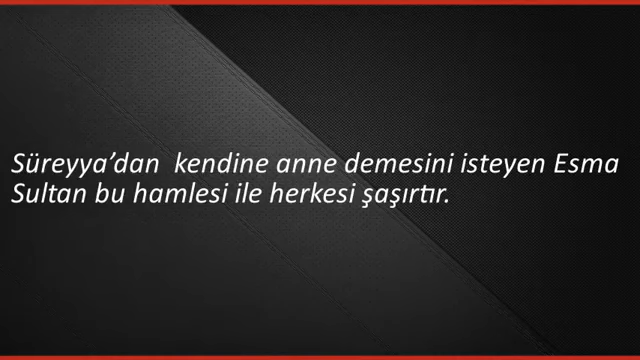 Süreyya’dan  kendine anne demesini isteyen Esma
Sultan bu hamlesi ile herkesi şaşırtır.